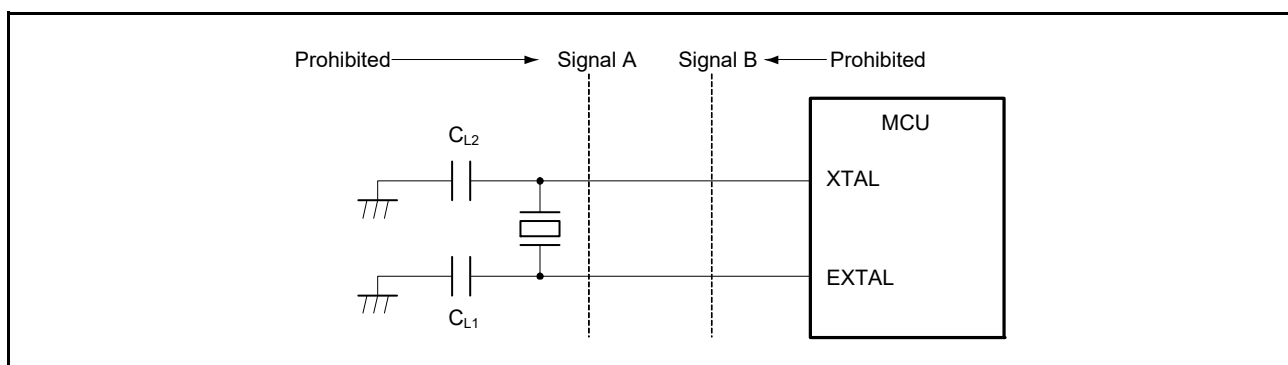 Prohibited Signal A Signal B Prohibited
MCU
CL2
XTAL
EXTAL
CL1